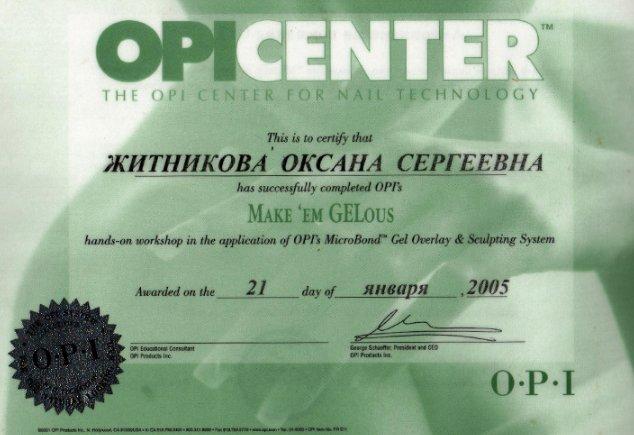 OPICENTER™
THE OPI CENTER FOR NAIL TECHNOLOGY
This is to certify that
ЖИТНИКОВА ОКСАНА СЕРГЕЕВНА
has successfully completed OPI's
MAKE 'EM GELOUS
hands-on workshop in the application of OPI's MicroBond™ Gel Overlay & Sculpting System
Awarded on the 21 day of января , 2005
OPI Educational Consultant
OPI Products Inc.
George Schaeffer, President and CEO
OPI Products Inc.
O·P·I
O·P·I